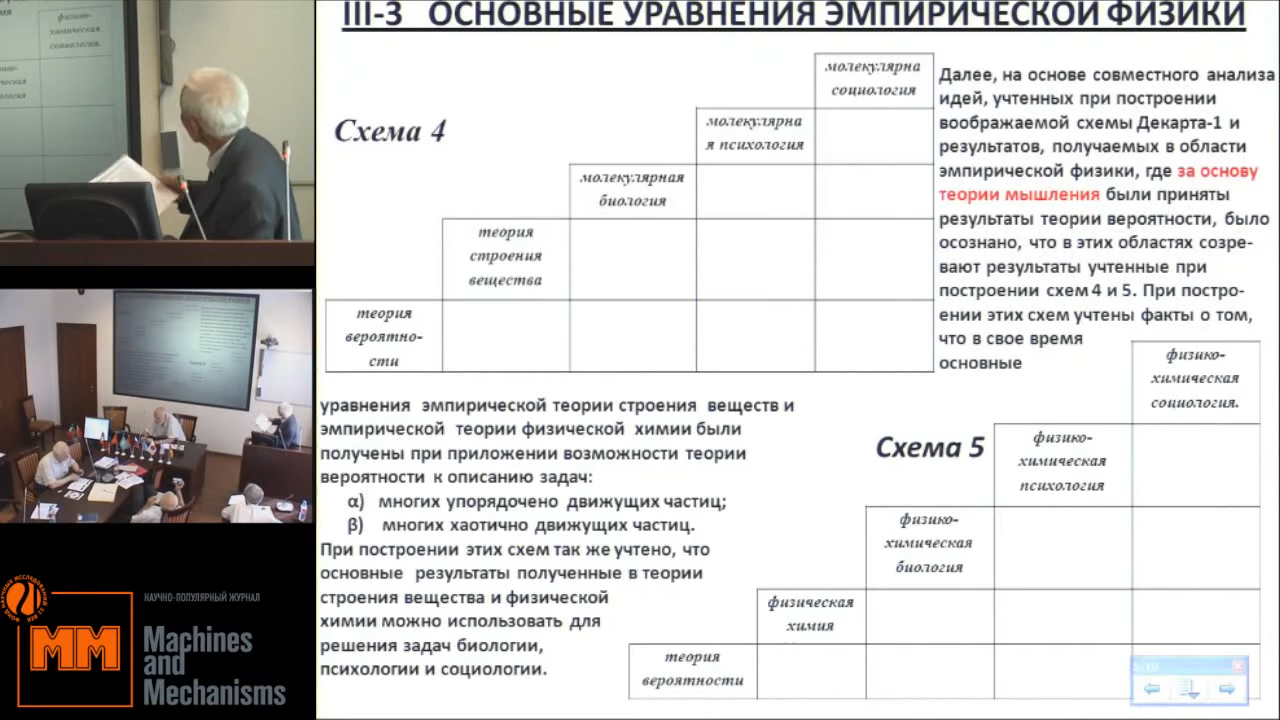 III-3 ОСНОВНЫЕ УРАВНЕНИЯ ЭМПИРИЧЕСКОЙ ФИЗИКИ
физико-
химическая
социология.
Схема 4
молекулярна
социология
молекулярна
я психология
молекулярная
биология
теория
строения
вещества
теория
вероятно-
сти
Далее, на основе совместного анализа
идей, учтенных при построении
воображаемой схемы Декарта-1 и
результатов, получаемых в области
эмпирической физики, где за основу
теории мышления были приняты
результаты теории вероятности, было
осознано, что в этих областях созре-
вают результаты учтенные при
построении схем 4 и 5. При постро-
ении этих схем учтены факты о том,
что в свое время
основные
уравнения эмпирической теории строения веществ и
эмпирической теории физической химии были
получены при приложении возможности теории
вероятности к описанию задач:
α) многих упорядочено движущих частиц;
β) многих хаотично движущих частиц.
При построении этих схем так же учтено, что
основные результаты полученные в теории
строения вещества и физической
химии можно использовать для
решения задач биологии,
психологии и социологии.
Схема 5
физико-
химическая
социология.
физико-
химическая
психология
физико-
химическая
биология
физическая
химия
теория
вероятности
НАУЧНО-ПОПУЛЯРНЫЙ ЖУРНАЛ
MM
Machines
and
Mechanisms